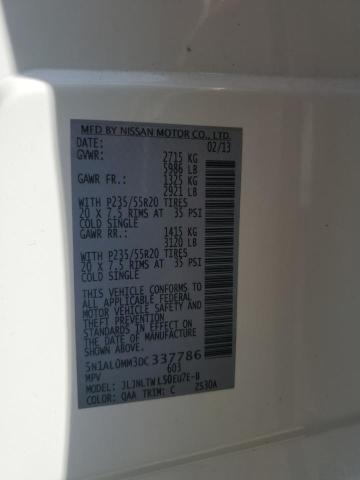 MFD BY NISSAN MOTOR CO., LTD.
DATE: 02/13
GVWR: 2715 KG
5986 LB
GAWR FR.: 1325 KG
2921 LB
WITH P235/55R20 TIRES
20 X 7.5 RIMS AT 35 PSI
COLD SINGLE
GAWR RR.: 1415 KG
3120 LB
WITH P235/55R20 TIRES
20 X 7.5 RIMS AT 35 PSI
COLD SINGLE
THIS VEHICLE CONFORMS TO
ALL APPLICABLE FEDERAL
MOTOR VEHICLE SAFETY AND
THEFT PREVENTION
STANDARDS IN EFFECT ON
THE DATE OF MANUFACTURE
SHOWN ABOVE.
5N1AL0MM3DC337786
MPV 603
MODEL: JLJNLTWL50EU7E-B
COLOR: QAA TRIM: C ZS30A